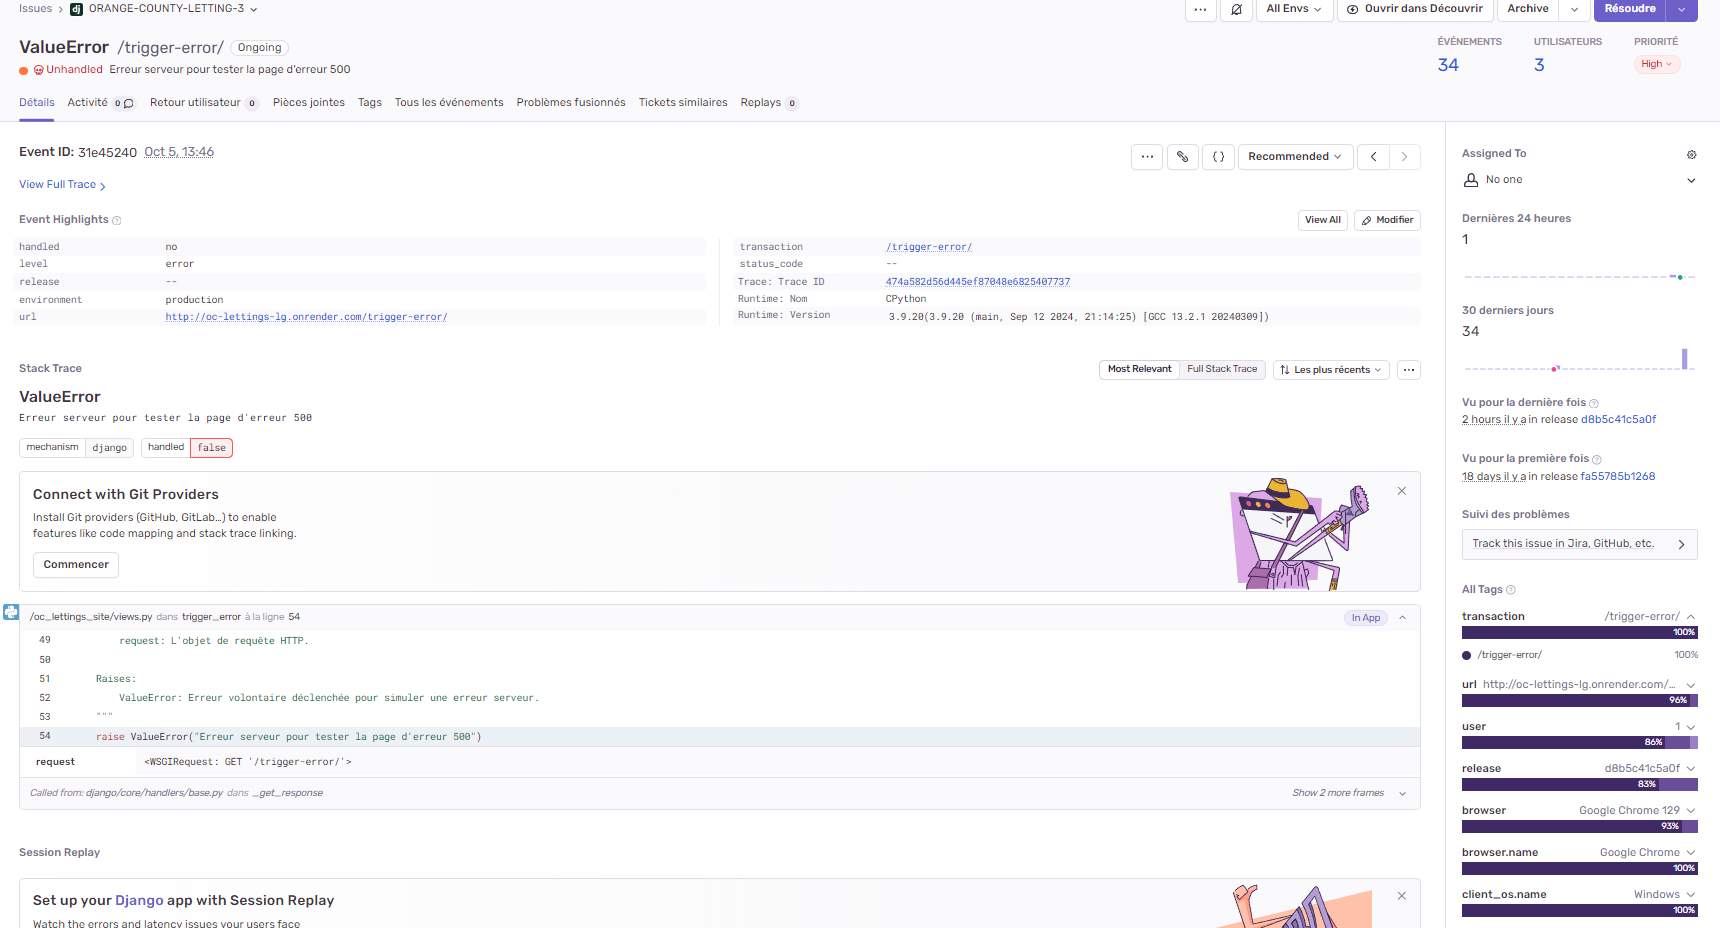 Issues > ORANGE-COUNTY-LETTING-3
All Envs
Ouvrir dans Découvrir
Archive
Résoudre
ValueError /trigger-error/ Ongoing
Unhandled Erreur serveur pour tester la page d'erreur 500
ÉVÉNEMENTS UTILISATEURS PRIORITÉ
34 3 High
Détails Activité 0 Retour utilisateur 0 Pièces jointes Tags Tous les événements Problèmes fusionnés Tickets similaires Replays 0
Event ID: 31e45240 Oct 5, 13:46
Recommended
View Full Trace >
Event Highlights
View All Modifier
handled no
level error
release --
environment production
url http://oc-lettings-lg.onrender.com/trigger-error/
transaction /trigger-error/
status_code --
Trace: Trace ID 474a582d56d445ef87048e6825407737
Runtime: Nom CPython
Runtime: Version 3.9.20(3.9.20 (main, Sep 12 2024, 21:14:25) [GCC 13.2.1 20240309])
Stack Trace
Most Relevant Full Stack Trace Les plus récents
ValueError
Erreur serveur pour tester la page d'erreur 500
mechanism django handled false
Connect with Git Providers
Install Git providers (GitHub, GitLab…) to enable
features like code mapping and stack trace linking.
Commencer
/oc_lettings_site/views.py dans trigger_error à la ligne 54 In App
49 request: L'objet de requête HTTP.
50
51 Raises:
52 ValueError: Erreur volontaire déclenchée pour simuler une erreur serveur.
53 """
54 raise ValueError("Erreur serveur pour tester la page d'erreur 500")
request <WSGIRequest: GET '/trigger-error/'>
Called from: django/core/handlers/base.py dans _get_response Show 2 more frames
Session Replay
Set up your Django app with Session Replay
Watch the errors and latency issues your users face
Assigned To
No one
Dernières 24 heures
1
30 derniers jours
34
Vu pour la dernière fois
2 hours il y a in release d8b5c41c5a0f
Vu pour la première fois
18 days il y a in release fa55785b1268
Suivi des problèmes
Track this issue in Jira, GitHub, etc.
All Tags
transaction /trigger-error/
100%
/trigger-error/ 100%
url http://oc-lettings-lg.onrender.com/…
96%
user 1
86%
release d8b5c41c5a0f
83%
browser Google Chrome 129
93%
browser.name Google Chrome
100%
client_os.name Windows
100%